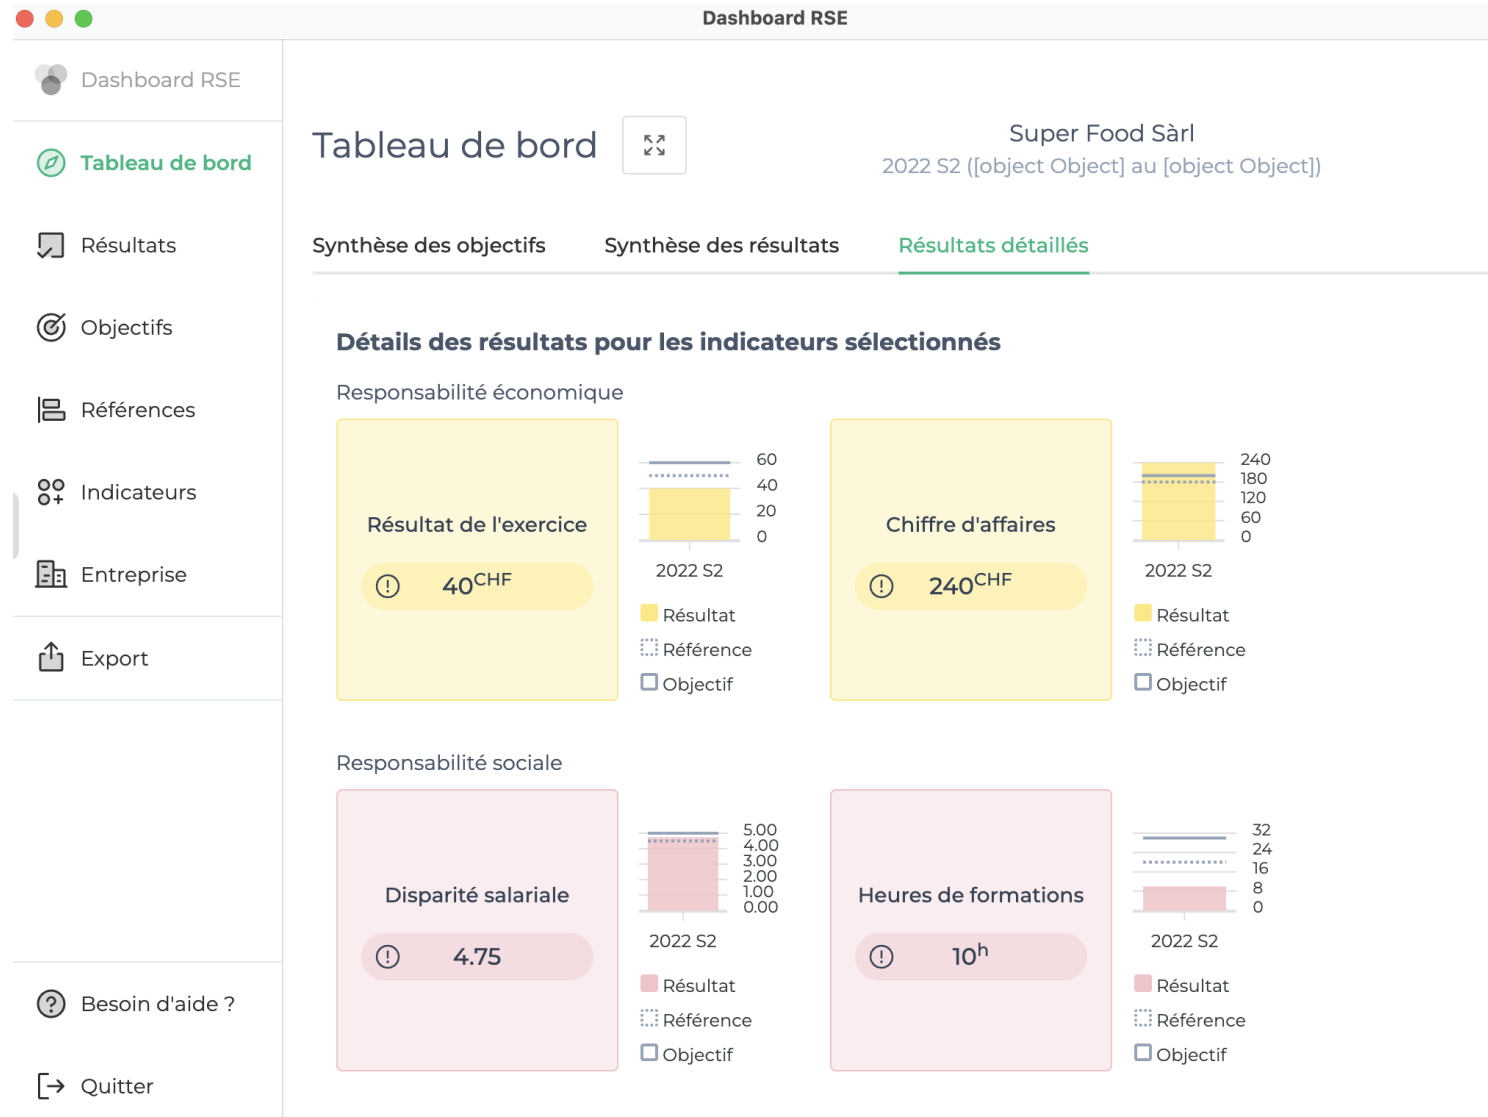 Dashboard RSE
Dashboard RSE
Tableau de bord
Résultats
Objectifs
Références
Indicateurs
Entreprise
Export
Besoin d'aide ?
Quitter
Tableau de bord
Super Food Sàrl
2022 S2 ([object Object] au [object Object])
Synthèse des objectifs
Synthèse des résultats
Résultats détaillés
Détails des résultats pour les indicateurs sélectionnés
Responsabilité économique
Résultat de l'exercice
40CHF
60
40
20
0
2022 S2
Résultat
Référence
Objectif
Chiffre d'affaires
240CHF
240
180
120
60
0
2022 S2
Résultat
Référence
Objectif
Responsabilité sociale
Disparité salariale
4.75
5.00
4.00
3.00
2.00
1.00
0.00
2022 S2
Résultat
Référence
Objectif
Heures de formations
10h
32
24
16
8
0
2022 S2
Résultat
Référence
Objectif